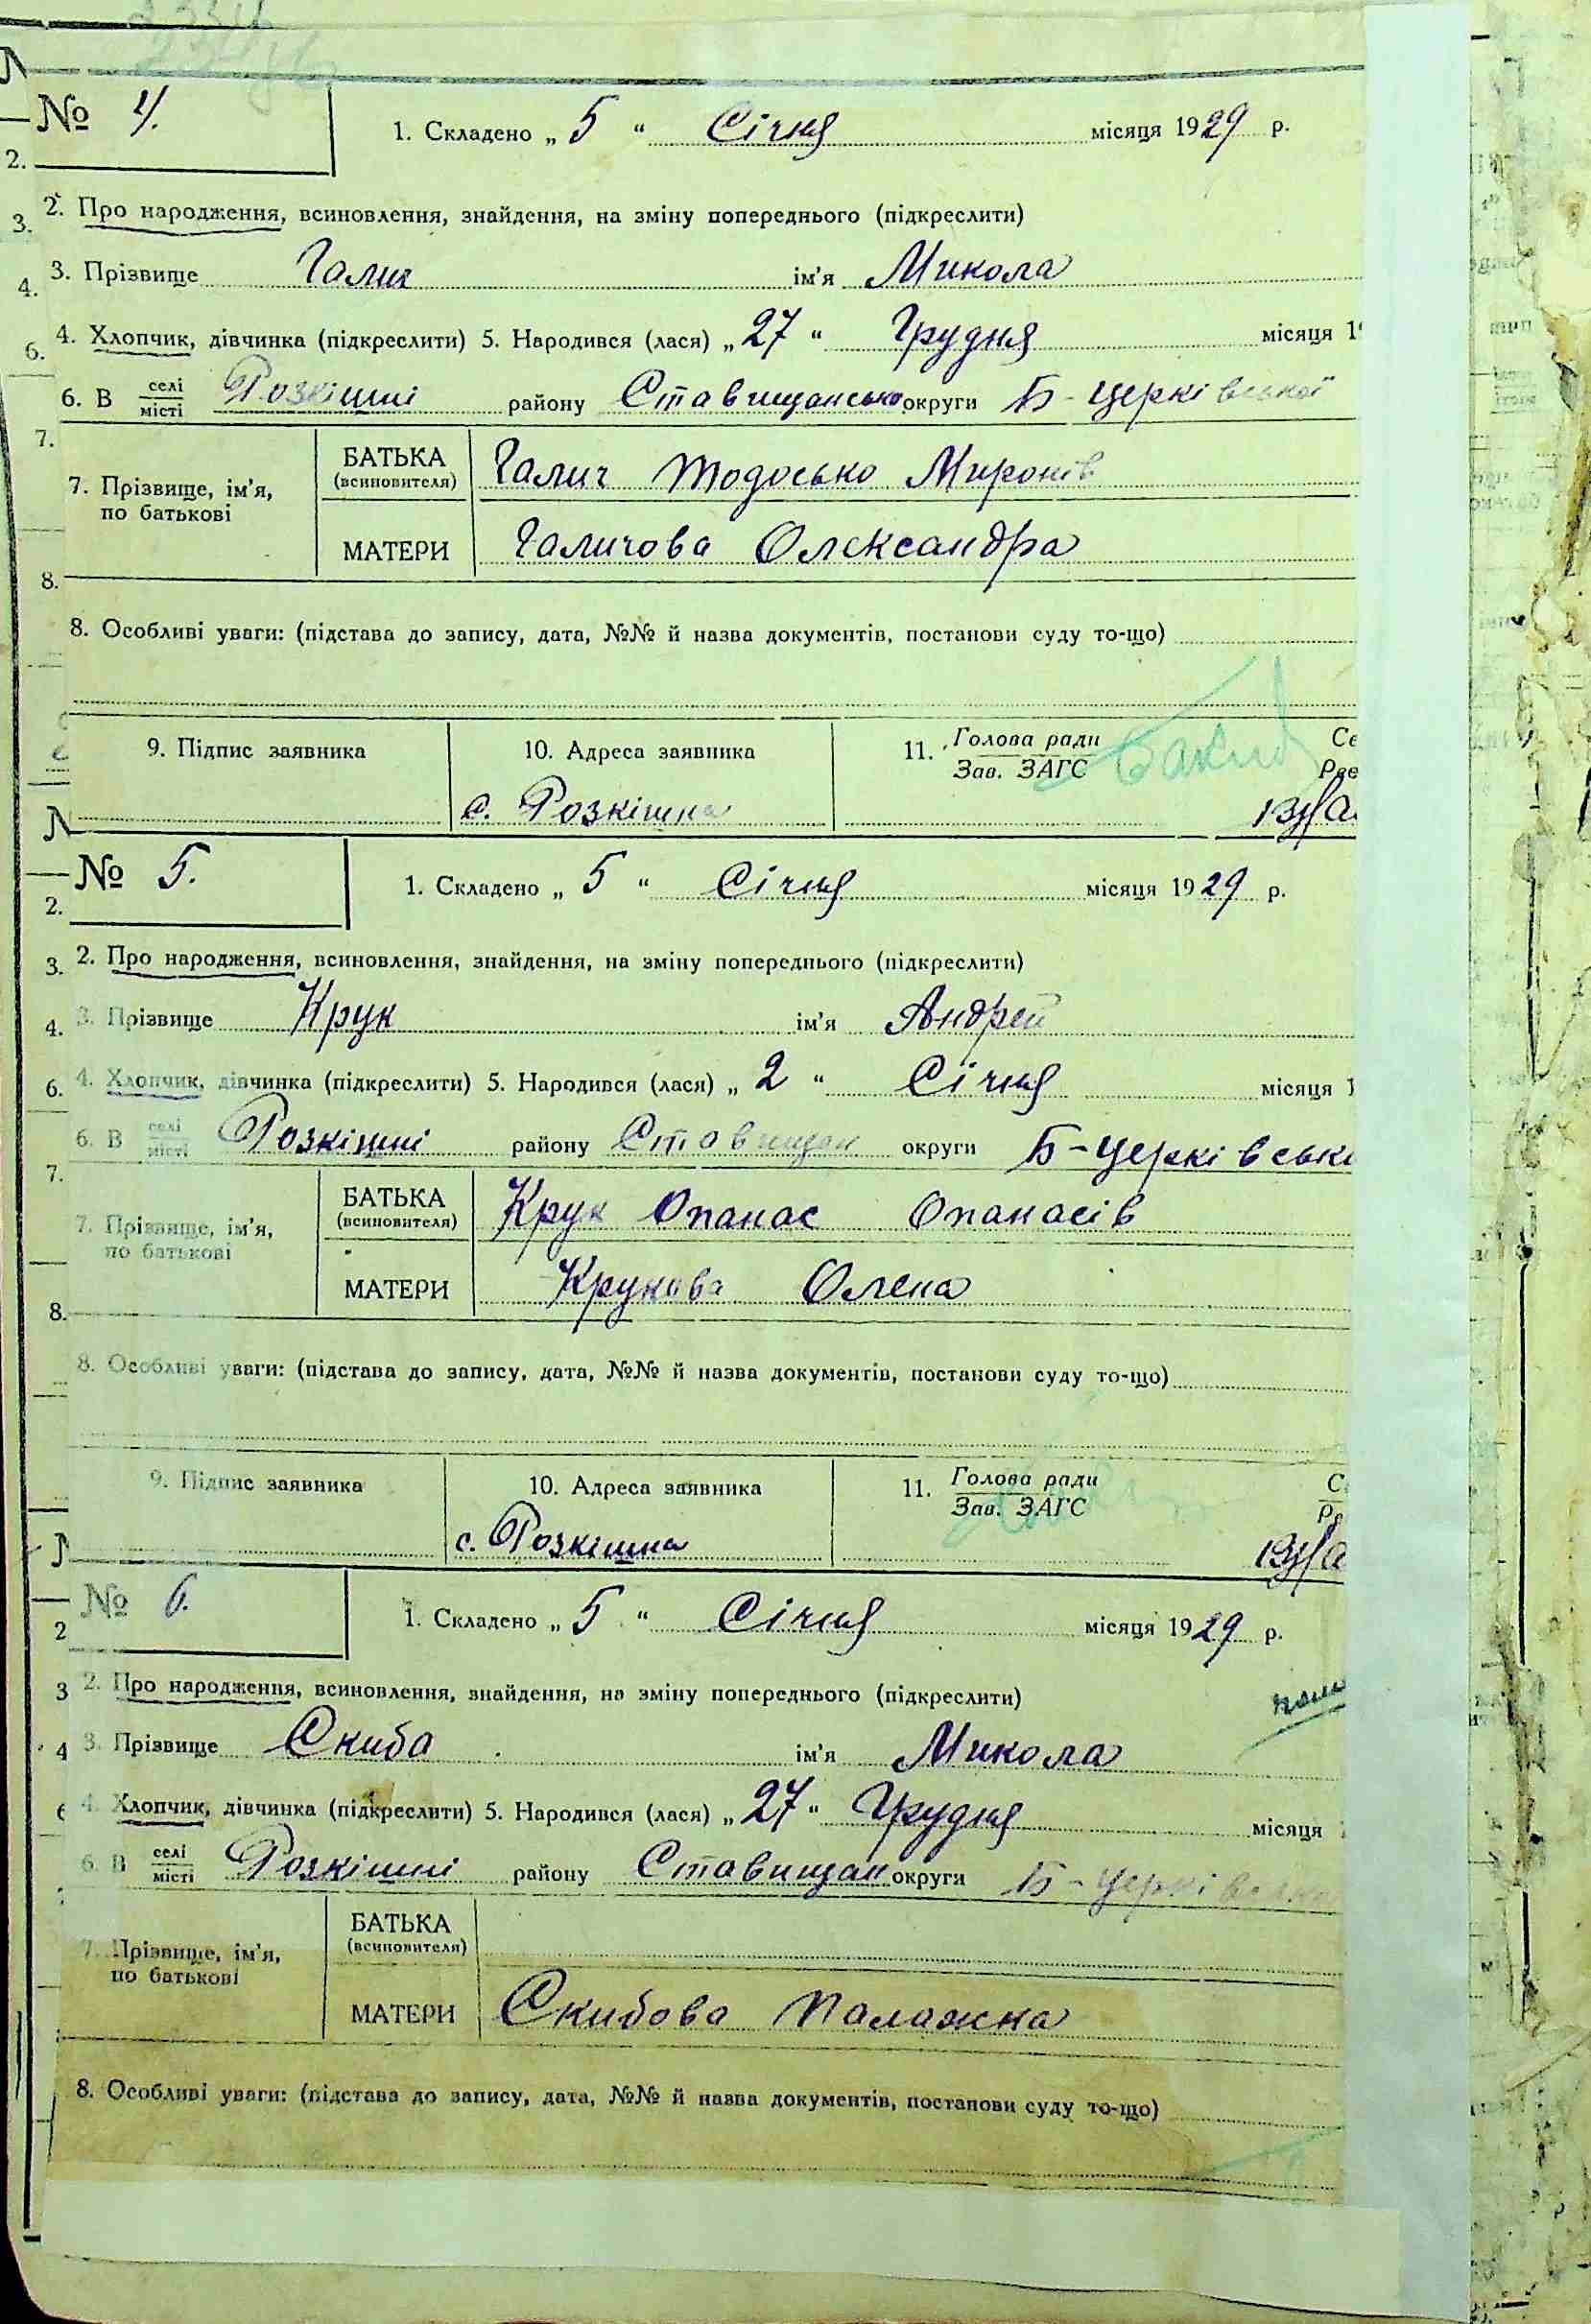 № 4.
1. Складено „ 5 “ Січня місяця 1929 р.
2. Про народження, всиновлення, знайдення, на зміну попереднього (підкреслити)
3. Прізвище Галич ім'я Микола
4. Хлопчик, дівчинка (підкреслити) 5. Народився (лася) „ 27 “ Грудня місяця 1
6. В селі/місті Розкішні району Ставищансько округи Б-Церківської
7. Прізвище, ім'я, по батькові
БАТЬКА (всиновителя) Галич Тодосько Миронів
МАТЕРИ Галичова Олександра
8. Особливі уваги: (підстава до запису, дата, №№ й назва документів, постанови суду то-що)
9. Підпис заявника 10. Адреса заявника 11. Голова ради
Зав. ЗАГС
с. Розкішна
№ 5.
1. Складено „ 5 “ Січня місяця 1929 р.
2. Про народження, всиновлення, знайдення, на зміну попереднього (підкреслити)
3. Прізвище Крук ім'я Андрей
4. Хлопчик, дівчинка (підкреслити) 5. Народився (лася) „ 2 “ Січня місяця 1
6. В селі/місті Розкішні району Ставищан округи Б-Церківськ
7. Прізвище, ім'я, по батькові
БАТЬКА (всиновителя) Крук Опанас Опанасів
МАТЕРИ Крукова Олена
8. Особливі уваги: (підстава до запису, дата, №№ й назва документів, постанови суду то-що)
9. Підпис заявника 10. Адреса заявника 11. Голова ради
Зав. ЗАГС
с. Розкішна
№ 6.
1. Складено „ 5 “ Січня місяця 1929 р.
2. Про народження, всиновлення, знайдення, на зміну попереднього (підкреслити)
3. Прізвище Скиба ім'я Микола
4. Хлопчик, дівчинка (підкреслити) 5. Народився (лася) „ 27 “ Грудня місяця
6. В селі/місті Розкішні району Ставищан округи Б-Церківсько
7. Прізвище, ім'я, по батькові
БАТЬКА (всиновителя)
МАТЕРИ Скибова Палажка
8. Особливі уваги: (підстава до запису, дата, №№ й назва документів, постанови суду то-що)